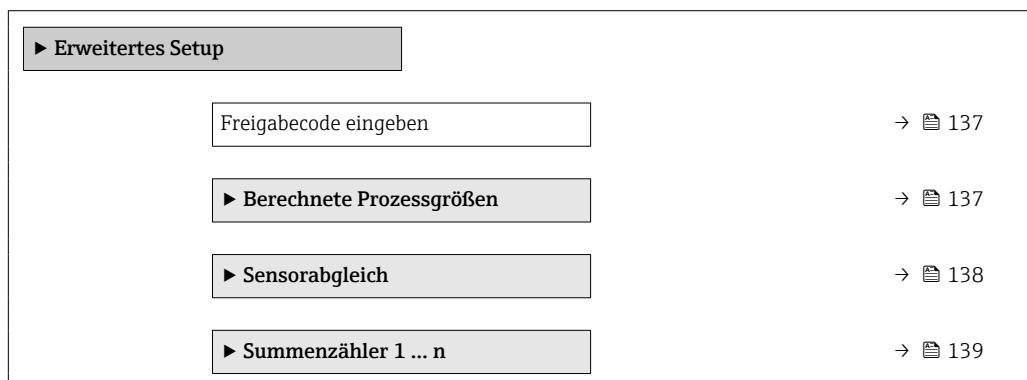 ▶ Erweitertes Setup
Freigabecode eingeben → 137
▶ Berechnete Prozessgrößen → 137
▶ Sensorabgleich → 138
▶ Summenzähler 1 … n → 139